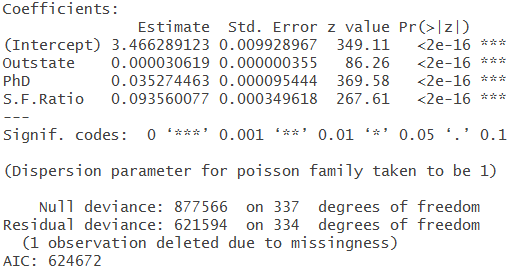 Coefficients:
Estimate Std. Error z value Pr(>|z|)
(Intercept) 3.466289123 0.009928967 349.11 <2e-16 ***
Outstate 0.000030619 0.000000355 86.26 <2e-16 ***
PhD 0.035274463 0.000095444 369.58 <2e-16 ***
S.F.Ratio 0.093560077 0.000349618 267.61 <2e-16 ***
---
Signif. codes: 0 ‘***’ 0.001 ‘**’ 0.01 ‘*’ 0.05 ‘.’ 0.1
(Dispersion parameter for poisson family taken to be 1)
Null deviance: 877566 on 337 degrees of freedom
Residual deviance: 621594 on 334 degrees of freedom
(1 observation deleted due to missingness)
AIC: 624672